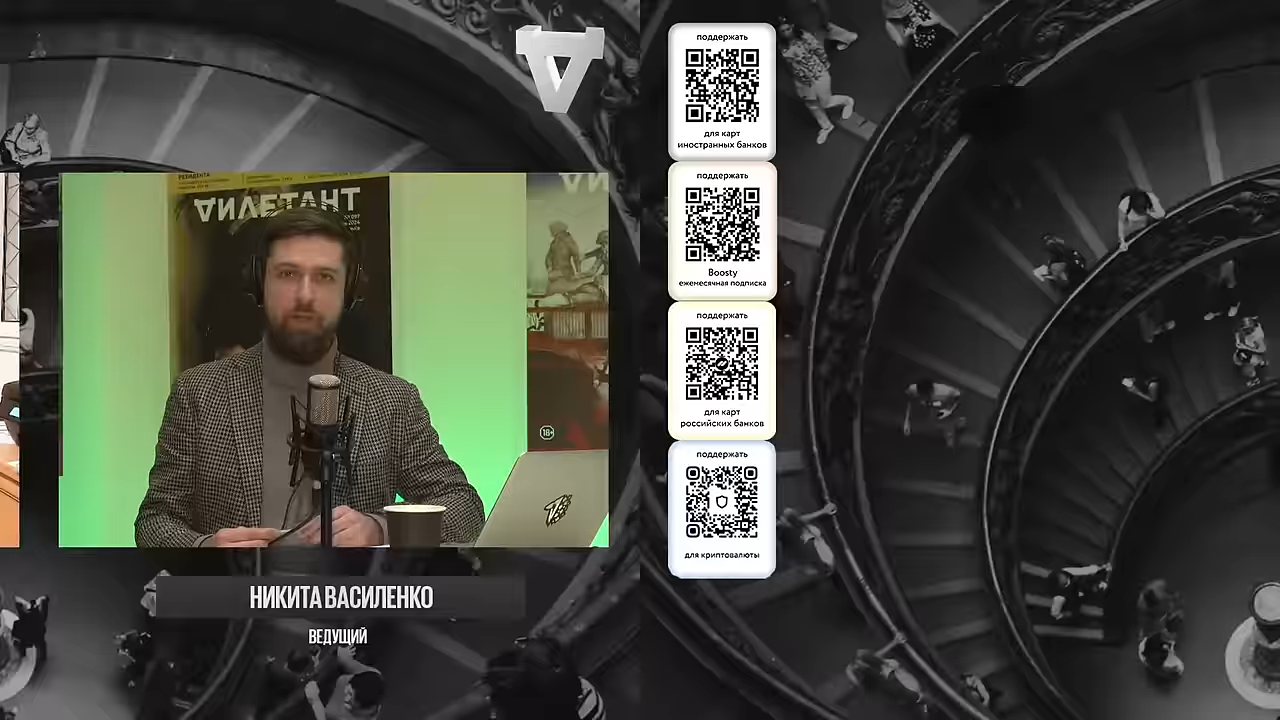 РЕЗИДЕНТА
ДИЛЕТАНТ
18+
НИКИТА ВАСИЛЕНКО
ВЕДУЩИЙ
поддержать
для карт
иностранных банков
поддержать
Boosty
ежемесячная подписка
поддержать
для карт
российских банков
поддержать
для криптовалюты